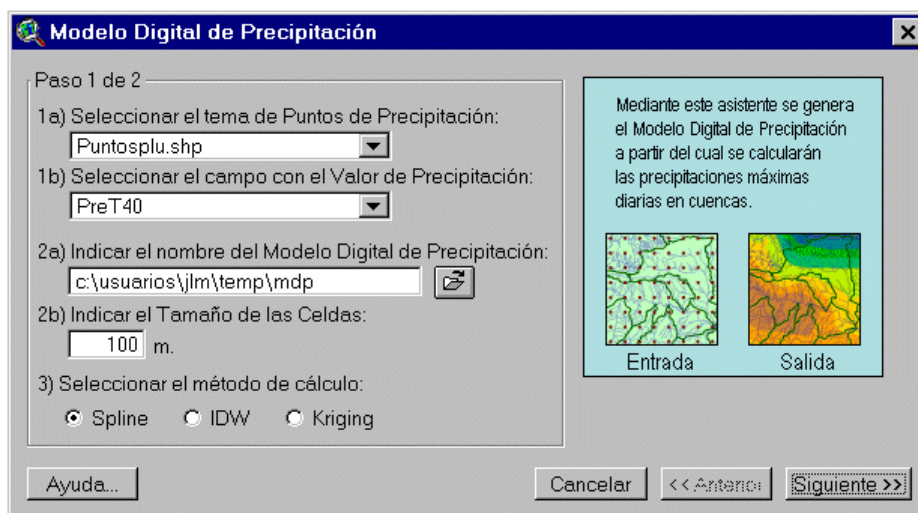 Modelo Digital de Precipitación
Paso 1 de 2
1a) Seleccionar el tema de Puntos de Precipitación:
Puntosplu.shp
1b) Seleccionar el campo con el Valor de Precipitación:
PreT40
2a) Indicar el nombre del Modelo Digital de Precipitación:
c:\usuarios\jlm\temp\mdp
2b) Indicar el Tamaño de las Celdas:
100 m.
3) Seleccionar el método de cálculo:
Spline IDW Kriging
Mediante este asistente se genera
el Modelo Digital de Precipitación
a partir del cual se calcularán
las precipitaciones máximas
diarias en cuencas.
Entrada Salida
Ayuda... Cancelar << Anterior Siguiente >>